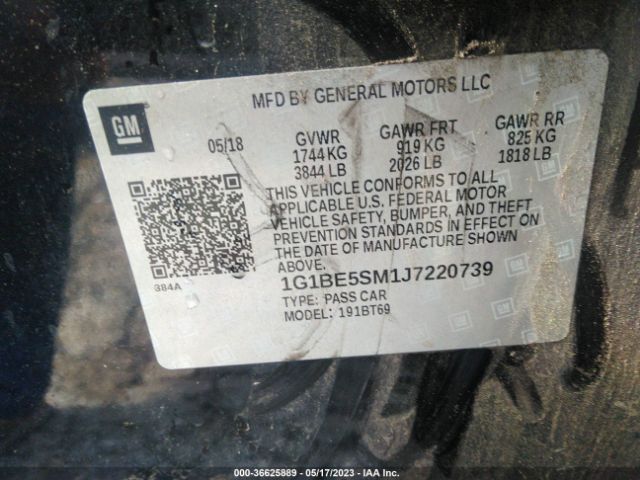 MFD BY GENERAL MOTORS LLC
GM
05/18
GVWR
1744 KG
3844 LB
GAWR FRT
919 KG
2026 LB
GAWR RR
825 KG
1818 LB
THIS VEHICLE CONFORMS TO ALL
APPLICABLE U.S. FEDERAL MOTOR
VEHICLE SAFETY, BUMPER, AND THEFT
PREVENTION STANDARDS IN EFFECT ON
THE DATE OF MANUFACTURE SHOWN
ABOVE.
384A
1G1BE5SM1J7220739
TYPE: PASS CAR
MODEL: 191BT69
000-36625889 - 05/17/2023 - IAA Inc.